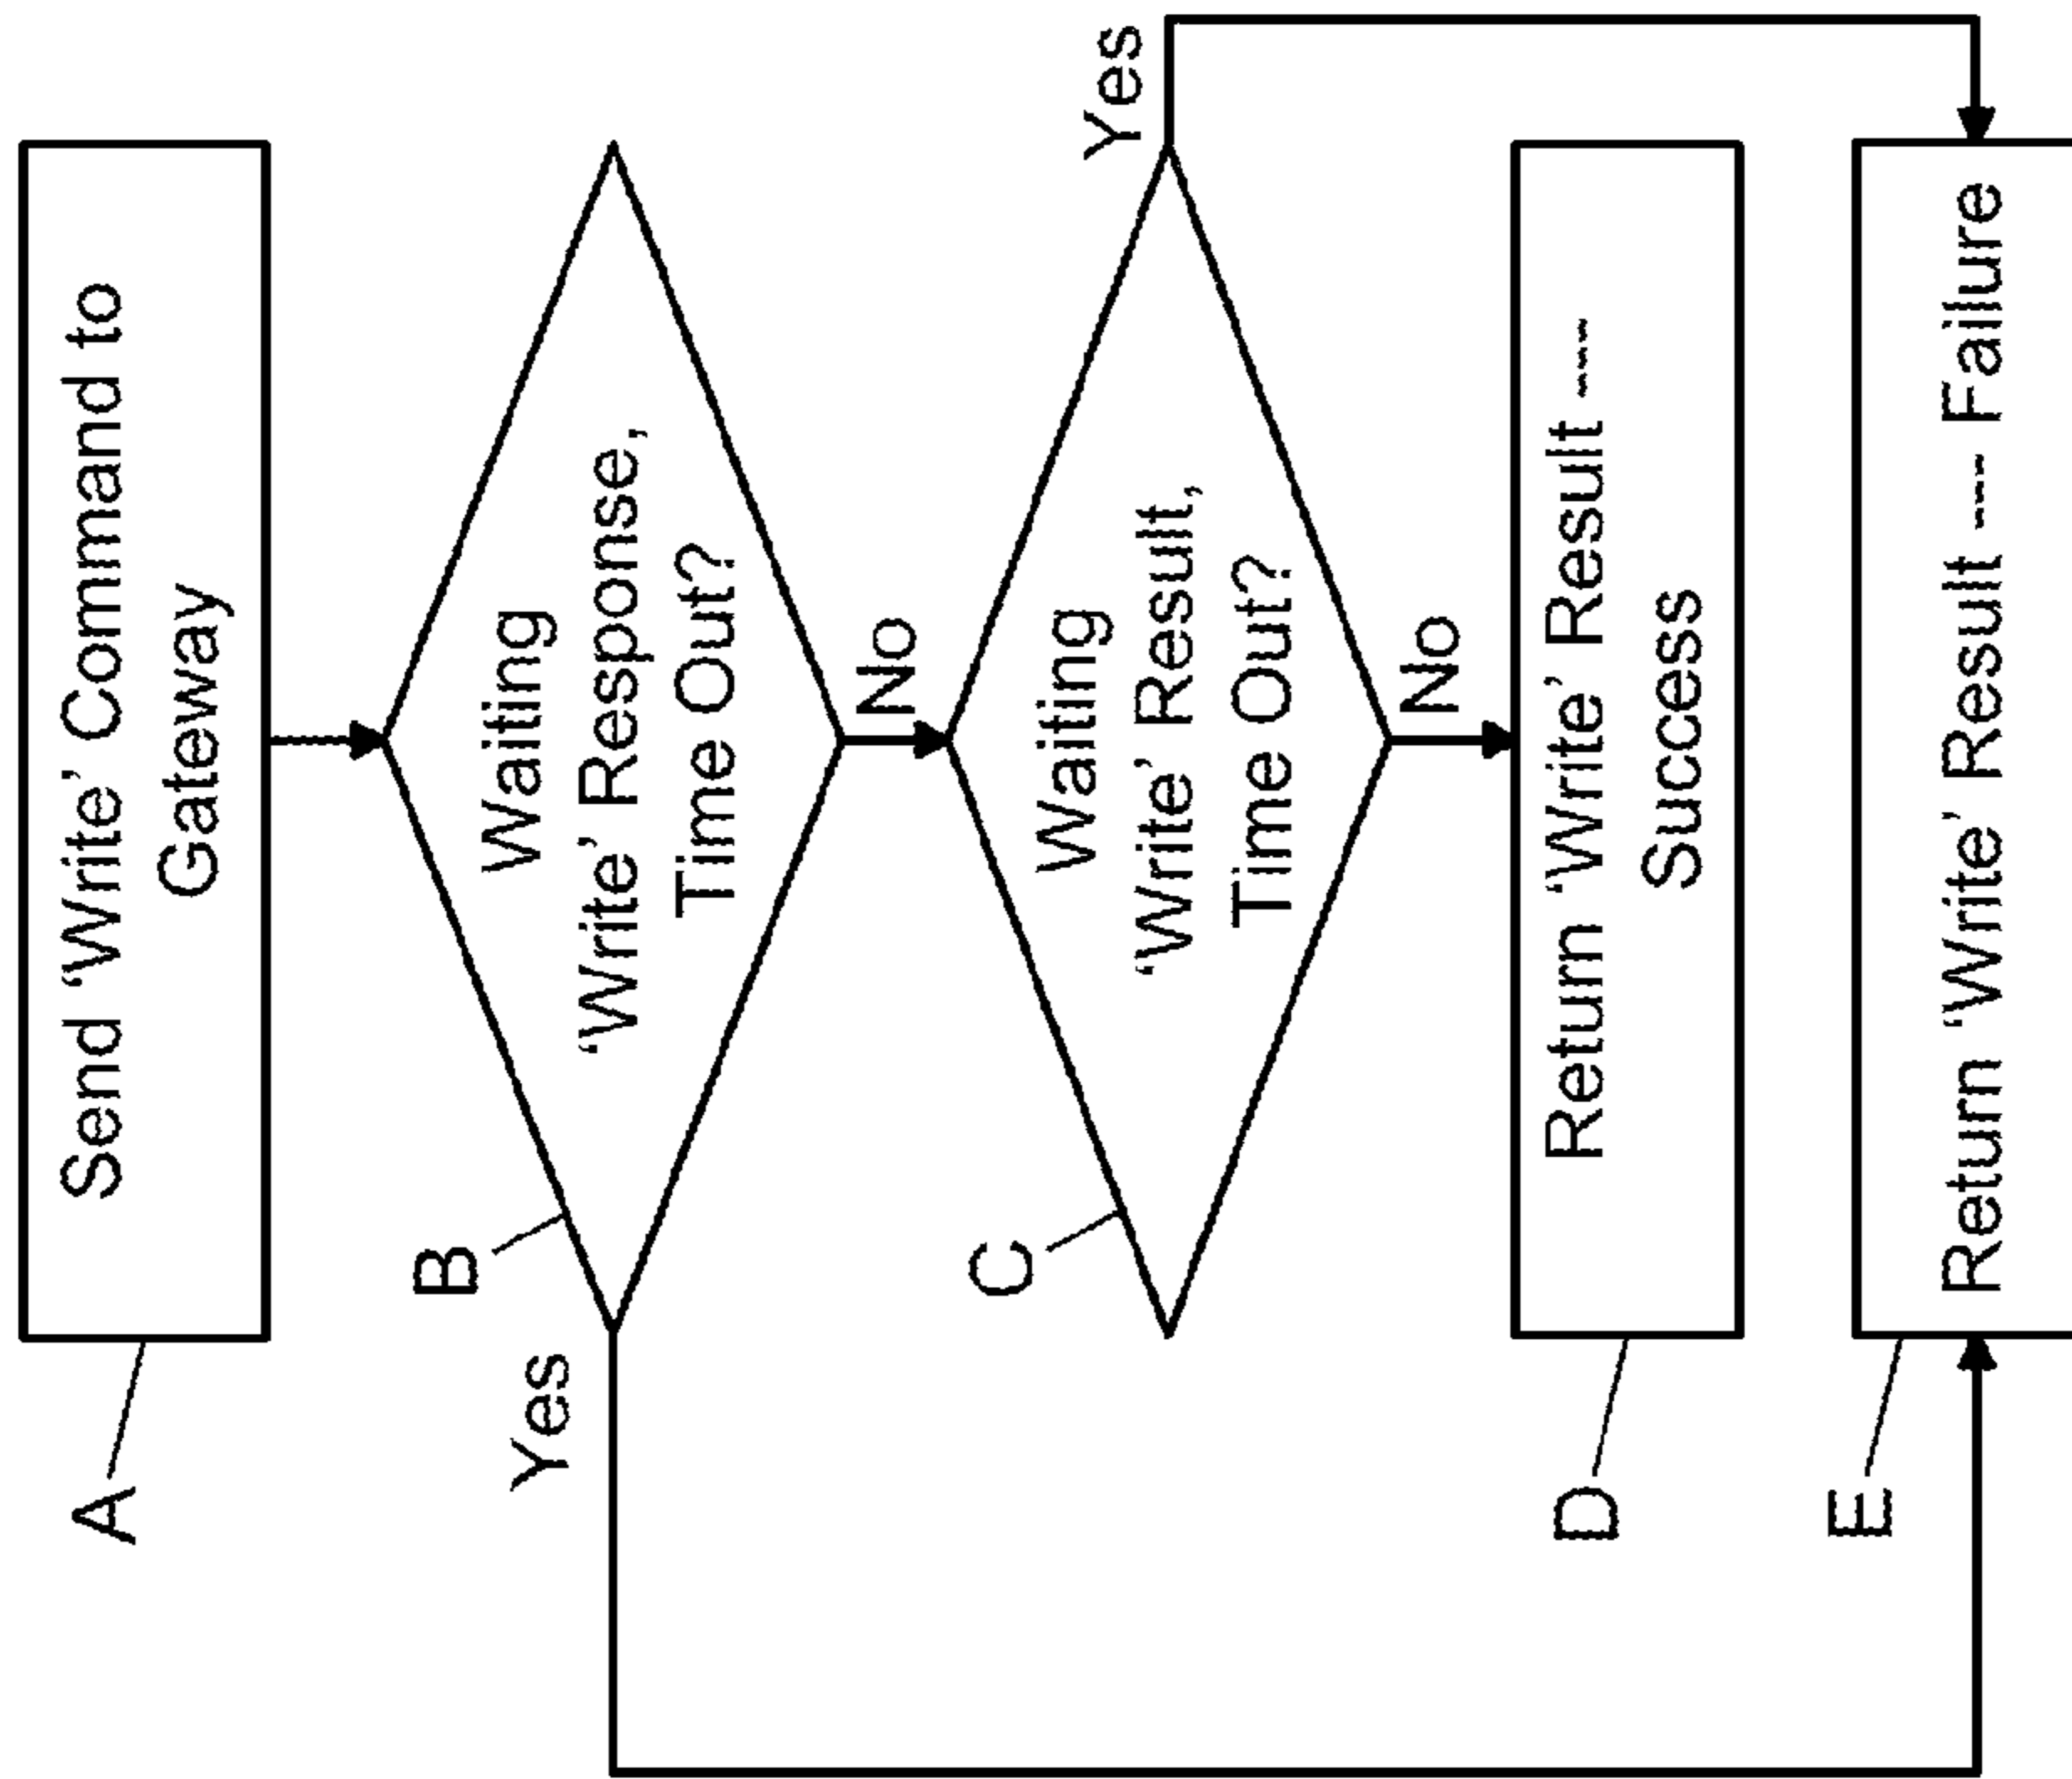 A
Send ‘Write’ Command to
Gateway
B
Waiting
‘Write’ Response,
Time Out?
Yes
No
C
Waiting
‘Write’ Result,
Time Out?
Yes
No
D
Return ‘Write’ Result ---
Success
E
Return ‘Write’ Result --- Failure